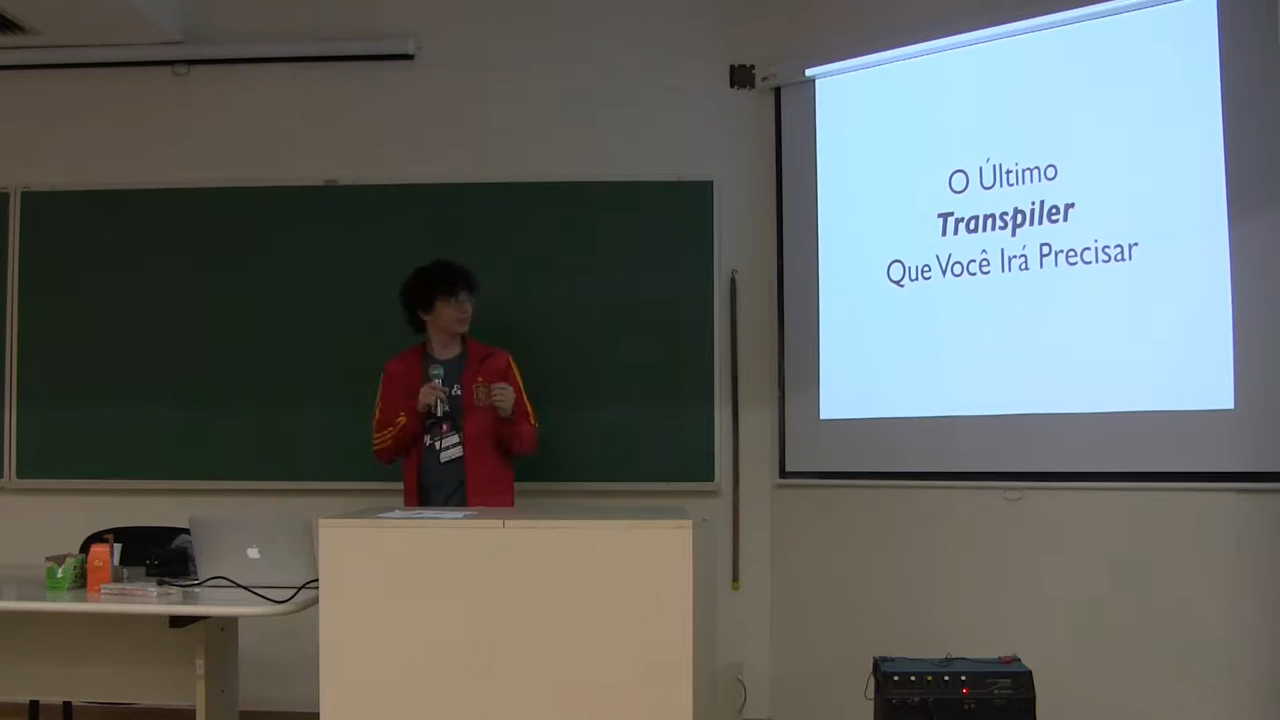 O Último
Transpiler
Que Você Irá Precisar